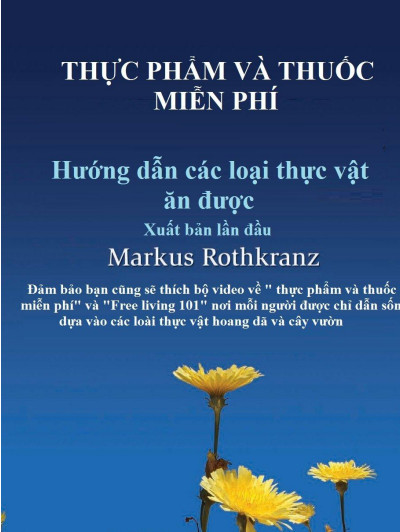 THỰC PHẨM VÀ THUỐC
MIỄN PHÍ
Hướng dẫn các loại thực vật
ăn được
Xuất bản lần đầu
Markus Rothkranz
Đảm bảo bạn cũng sẽ thích bộ video về " thực phẩm và thuốc
miễn phí" và "Free living 101" nơi mỗi người được chỉ dẫn sốn
dựa vào các loài thực vật hoang dã và cây vườn